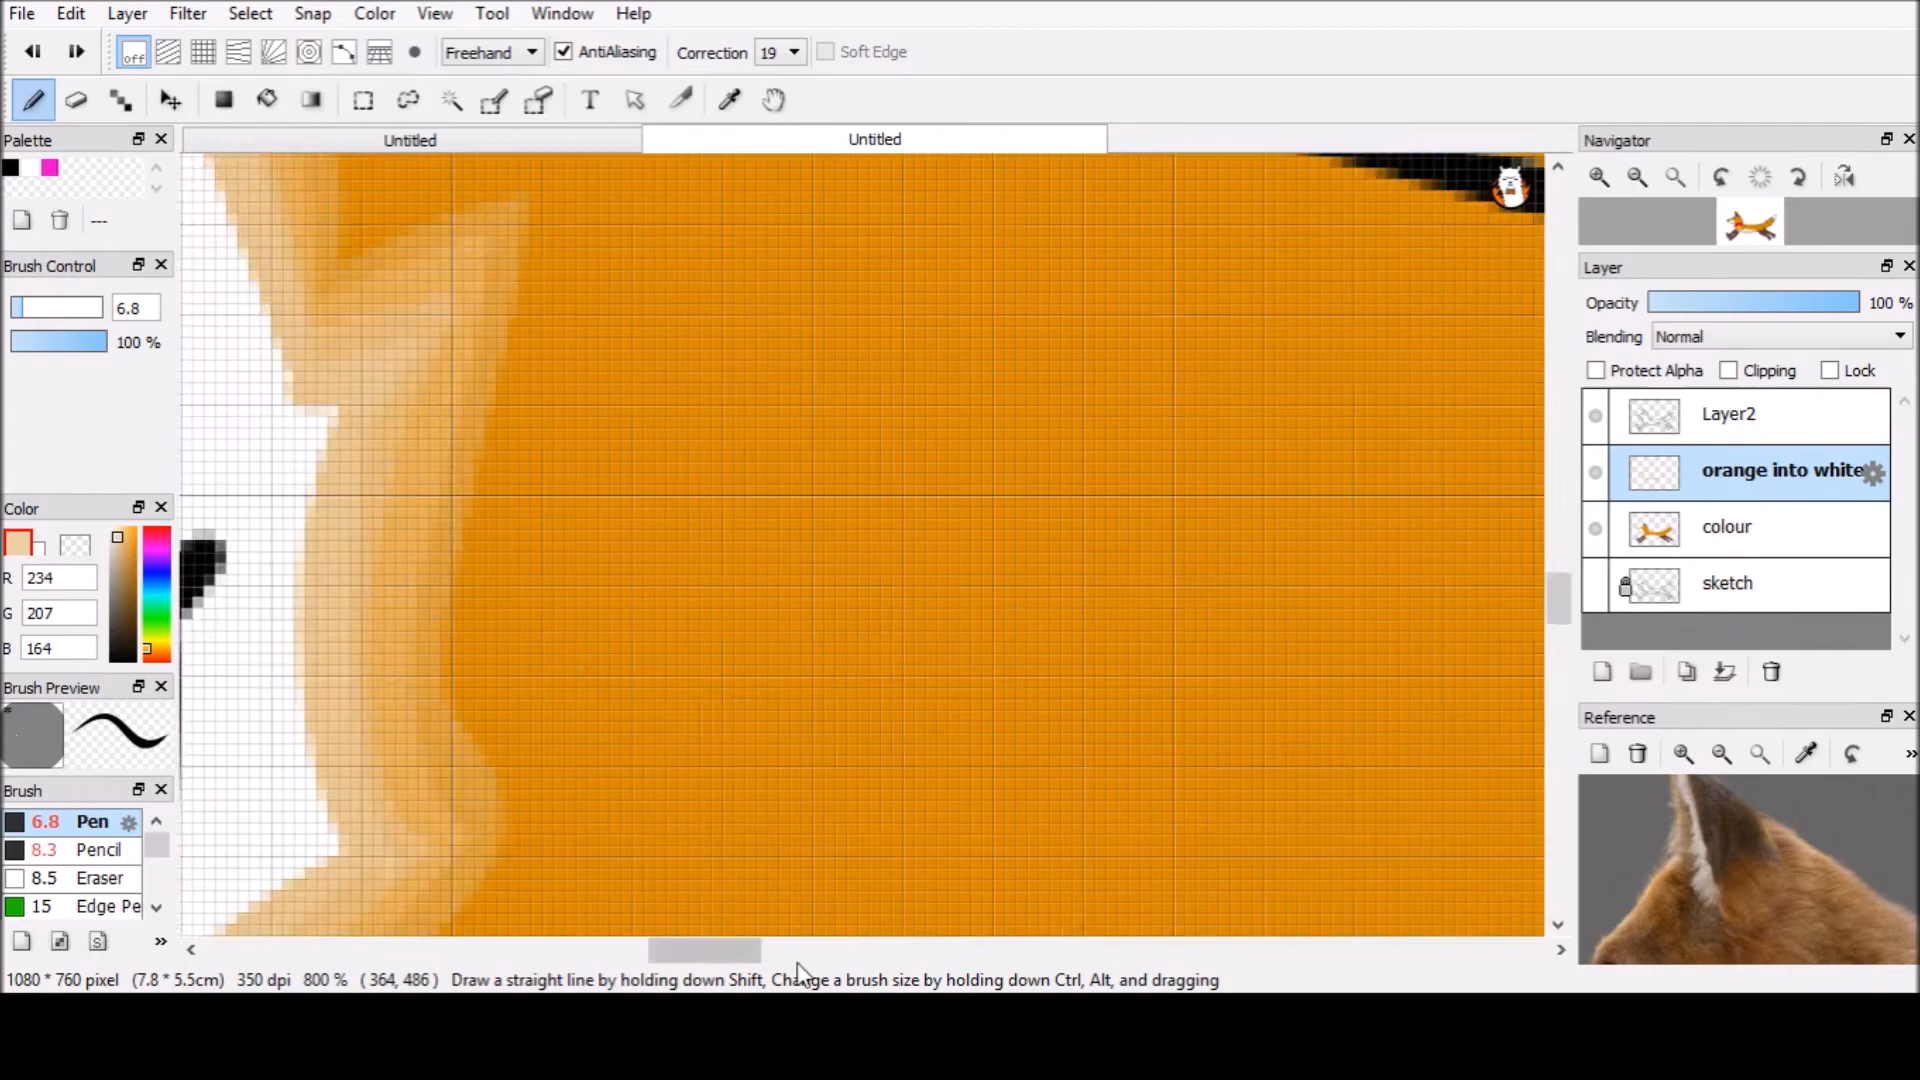 File Edit Layer Filter Select Snap Color View Tool Window Help
off Freehand AntiAliasing Correction 19 Soft Edge
Palette
Untitled
Untitled
Navigator
---
Brush Control
6.8
100 %
Layer
Opacity 100 %
Blending Normal
Protect Alpha Clipping Lock
Layer2
orange into white
colour
sketch
Color
R 234
G 207
B 164
Brush Preview
*
Reference
»
Brush
6.8 Pen
8.3 Pencil
8.5 Eraser
15 Edge Pe
S »
1080 * 760 pixel (7.8 * 5.5cm) 350 dpi 800 % ( 364, 486 ) Draw a straight line by holding down Shift, Change a brush size by holding down Ctrl, Alt, and dragging